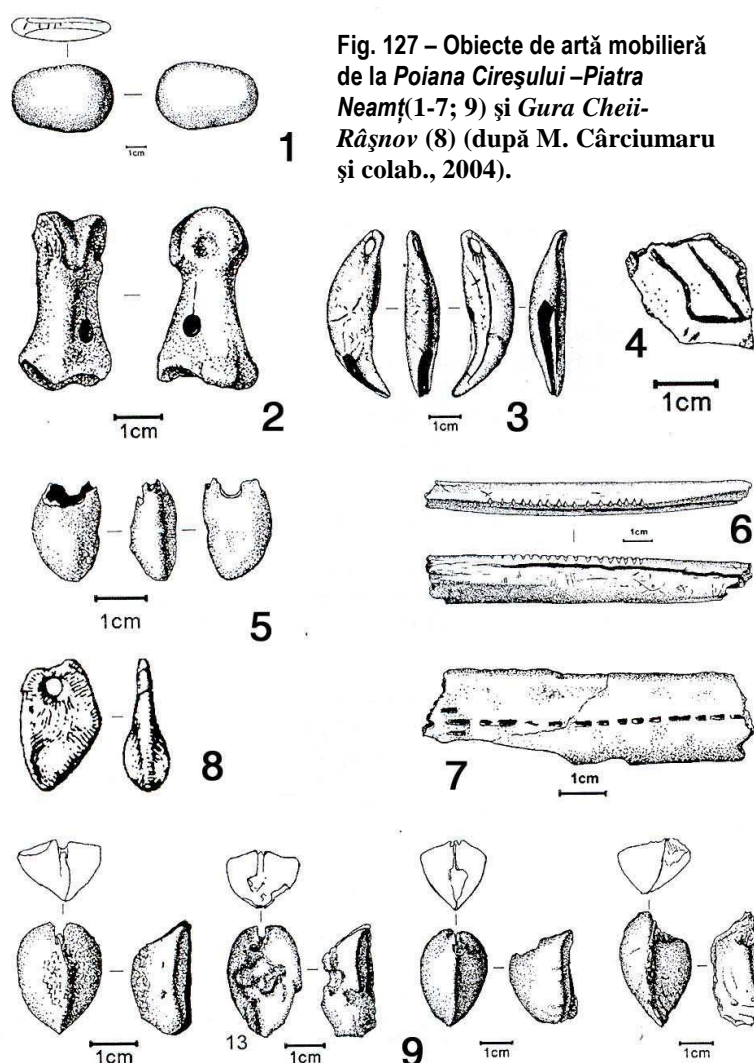 Fig. 127 – Obiecte de artă mobilieră
de la Poiana Cireşului –Piatra
Neamţ(1-7; 9) şi Gura Cheii-
Râşnov (8) (după M. Cârciumaru
şi colab., 2004).
1cm
1
1cm
2
1cm
3
4
1cm
1cm
5
1cm
6
8
7
1cm
1cm
13
1cm
9
1cm
1cm